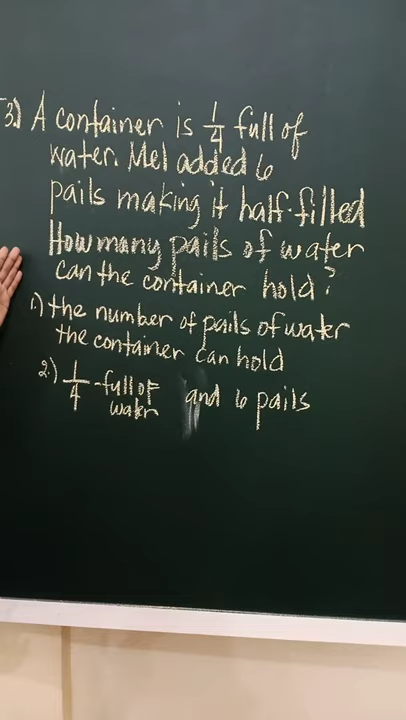 3.) A container is 1/4 full of
water. Mel added 6
pails making it half-filled
How many pails of water
can the container hold?
1.) the number of pails of water
the container can hold
2.) 1/4 -full of water and 6 pails